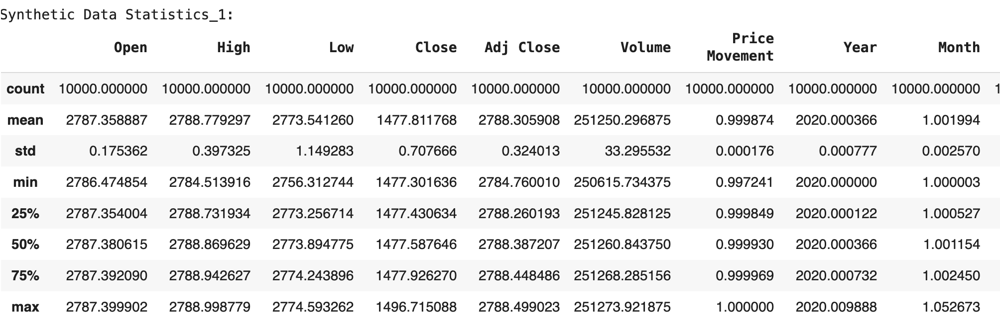 Synthetic Data Statistics_1:
Open High Low Close Adj Close Volume Price Movement Year Month
count 10000.000000 10000.000000 10000.000000 10000.000000 10000.000000 10000.000000 10000.000000 10000.000000 10000.000000 1
mean 2787.358887 2788.779297 2773.541260 1477.811768 2788.305908 251250.296875 0.999874 2020.000366 1.001994
std 0.175362 0.397325 1.149283 0.707666 0.324013 33.295532 0.000176 0.000777 0.002570
min 2786.474854 2784.513916 2756.312744 1477.301636 2784.760010 250615.734375 0.997241 2020.000000 1.000003
25% 2787.354004 2788.731934 2773.256714 1477.430634 2788.260193 251245.828125 0.999849 2020.000122 1.000527
50% 2787.380615 2788.869629 2773.894775 1477.587646 2788.387207 251260.843750 0.999930 2020.000366 1.001154
75% 2787.392090 2788.942627 2774.243896 1477.926270 2788.448486 251268.285156 0.999969 2020.000732 1.002450
max 2787.399902 2788.998779 2774.593262 1496.715088 2788.499023 251273.921875 1.000000 2020.009888 1.052673